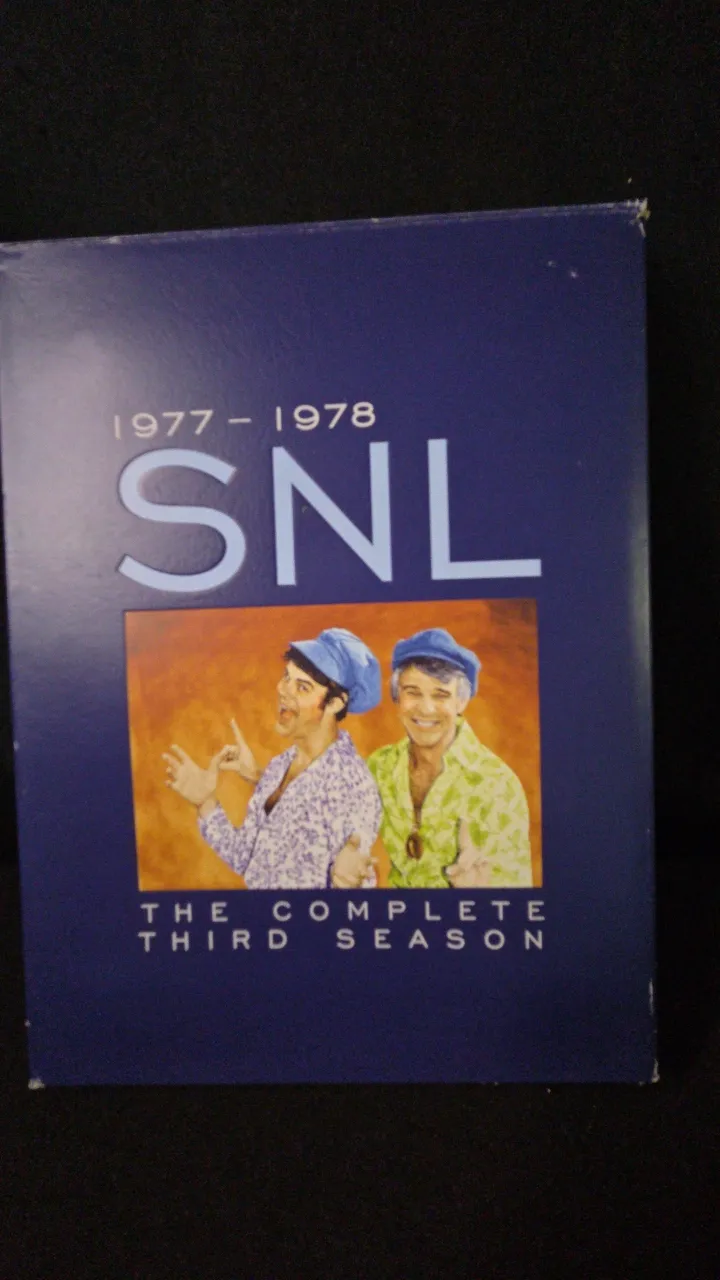 1977 – 1978
SNL
THE COMPLETE
THIRD SEASON